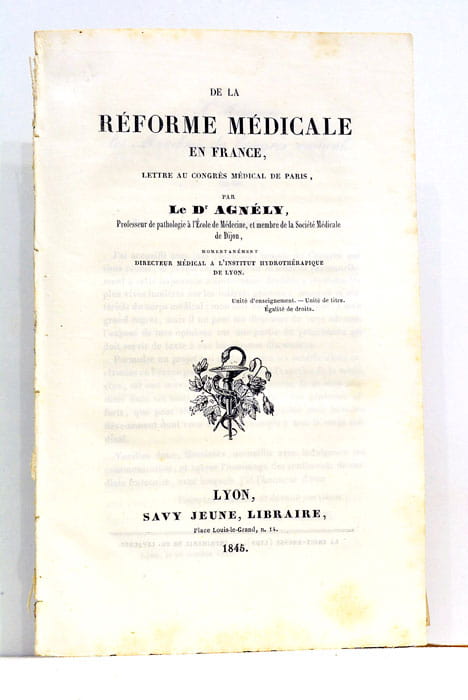 DE LA
RÉFORME MÉDICALE
EN FRANCE,
LETTRE AU CONGRÈS MÉDICAL DE PARIS,
PAR
Le Dr AGNÉLY,
Professeur de pathologie à l'École de Médecine, et membre de la Société Médicale
de Dijon,
MOMENTANÉMENT
DIRECTEUR MÉDICAL A L'INSTITUT HYDROTHÉRAPIQUE
DE LYON.
Unité d'enseignement. — Unité de titre.
Égalité de droits.
LYON,
SAVY JEUNE, LIBRAIRE,
Place Louis-le-Grand, n. 14.
1845.